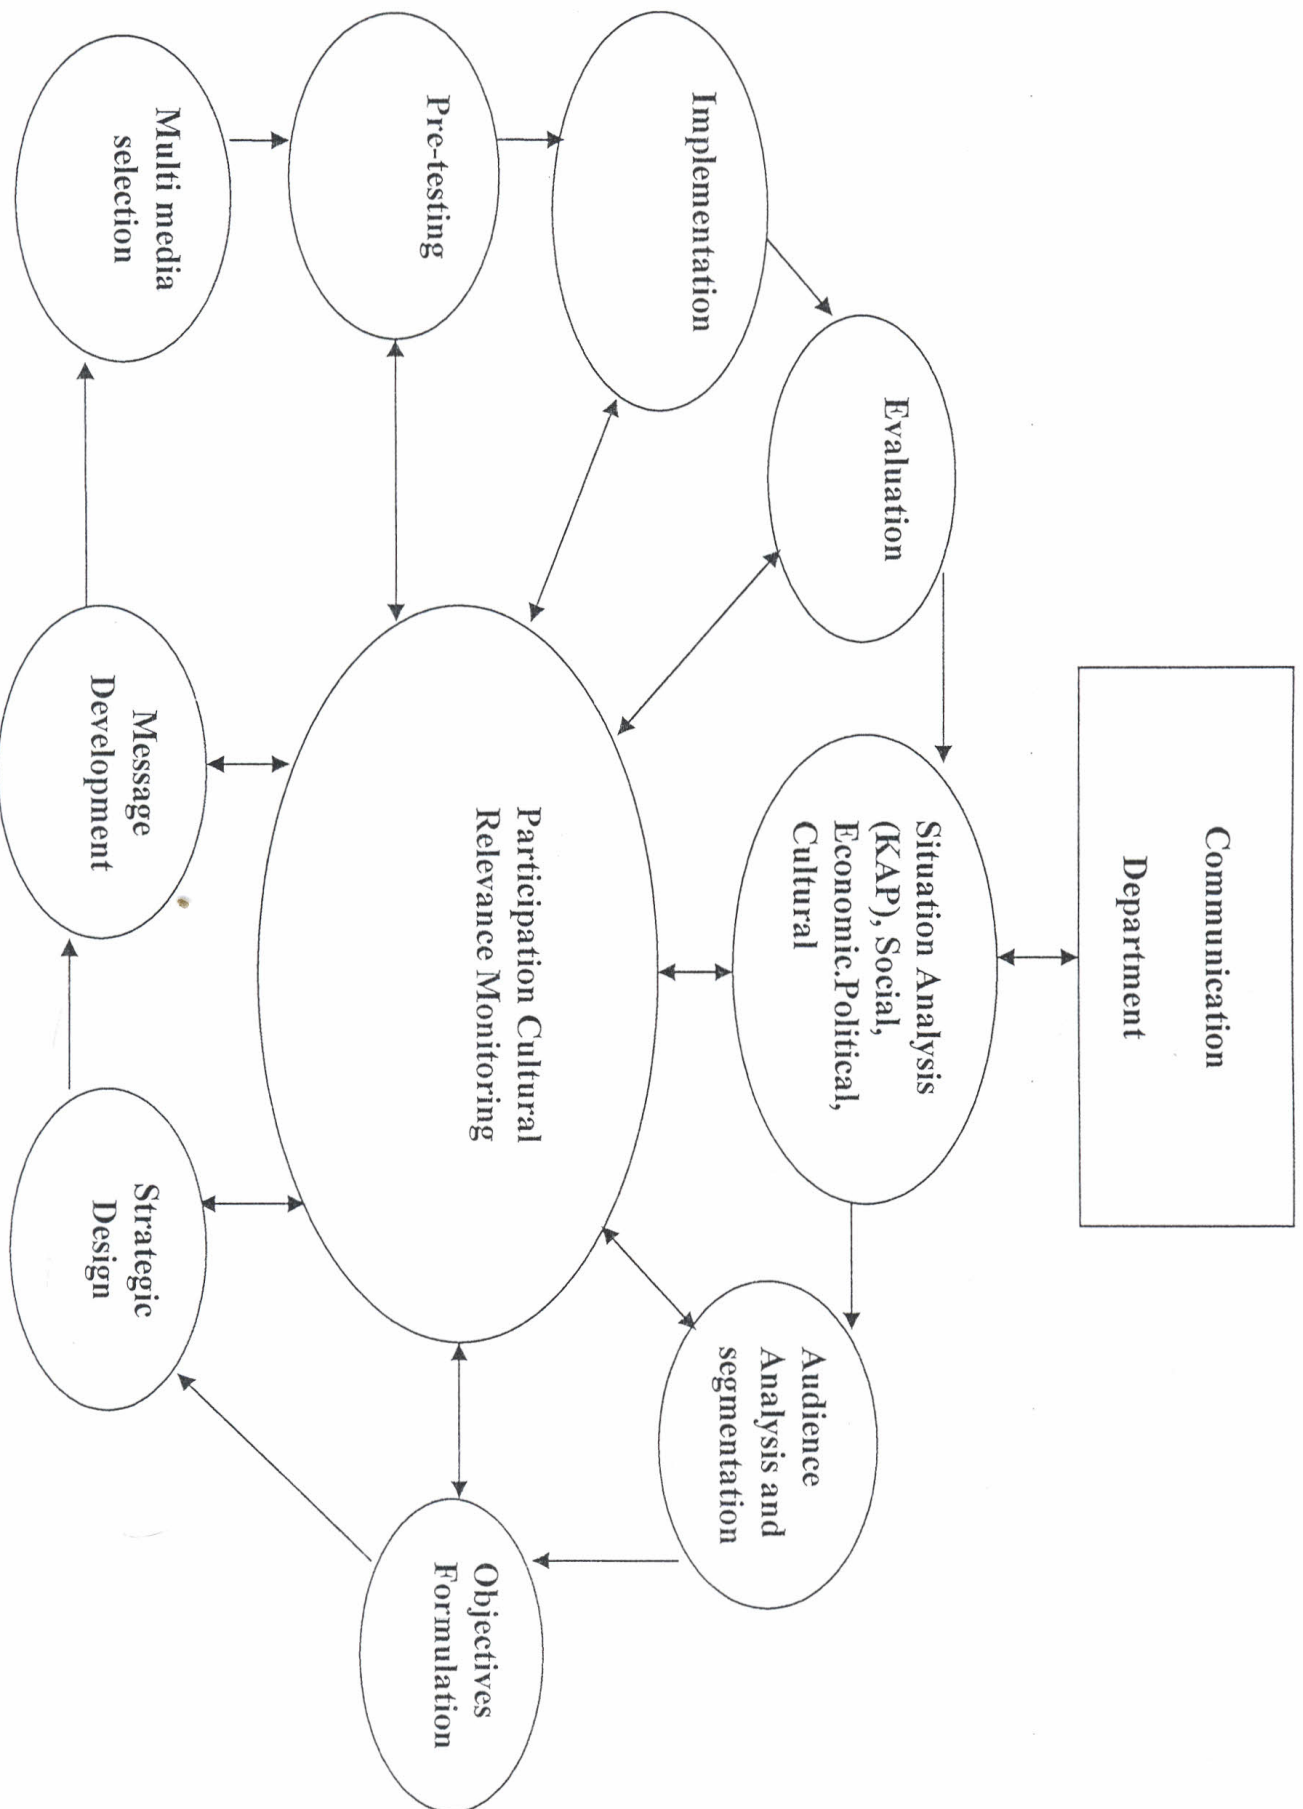 Communication
Department
Situation Analysis
(KAP), Social,
Economic.Political,
Cultural
Evaluation
Audience
Analysis and
segmentation
Implementation
Participation Cultural
Relevance Monitoring
Pre-testing
Objectives
Formulation
Multi media
selection
Message
Development
Strategic
Design